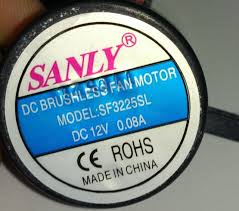 SANLY®
DC BRUSHLESS FAN MOTOR
MODEL:SF3225SL
DC 12V 0.08A
CE ROHS
MADE IN CHINA